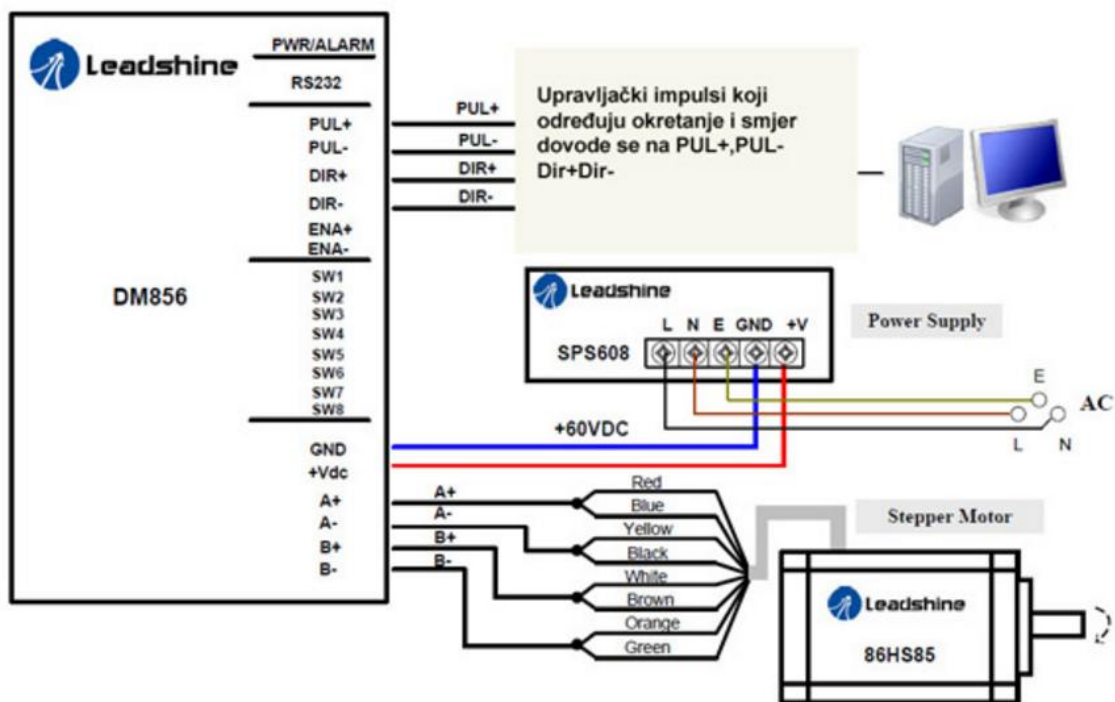 Leadshine
PWR/ALARM
RS232
PUL+
PUL-
DIR+
DIR-
ENA+
ENA-
SW1
SW2
SW3
SW4
SW5
SW6
SW7
SW8
GND
+Vdc
A+
A-
B+
B-
DM856
PUL+
PUL-
DIR+
DIR-
Upravljački impulsi koji
određuju okretanje i smjer
dovode se na PUL+,PUL-
Dir+Dir-
Leadshine
L N E GND +V
SPS608
Power Supply
E
AC
L N
+60VDC
A+
A-
B+
B-
Red
Blue
Yellow
Black
White
Brown
Orange
Green
Stepper Motor
Leadshine
86HS85